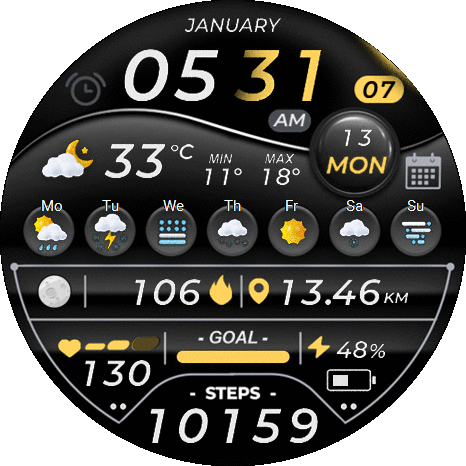 JANUARY
05 31 07
AM
13
MON
33°C
MIN MAX
11° 18°
Mo Tu We Th Fr Sa Su
106 13.46 KM
- GOAL -
48%
130
- STEPS -
10159